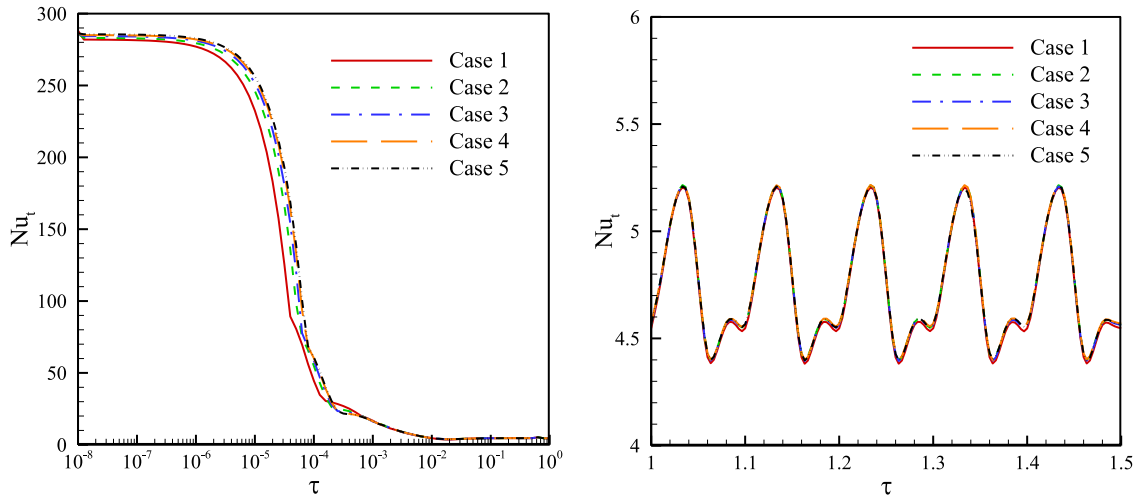 300
250
200
150
100
50
0
Nu_t
10^-8
10^-7
10^-6
10^-5
10^-4
10^-3
10^-2
10^-1
10^0
τ
Case 1
Case 2
Case 3
Case 4
Case 5
6
5.5
5
4.5
4
Nu_t
1
1.1
1.2
1.3
1.4
1.5
τ
Case 1
Case 2
Case 3
Case 4
Case 5